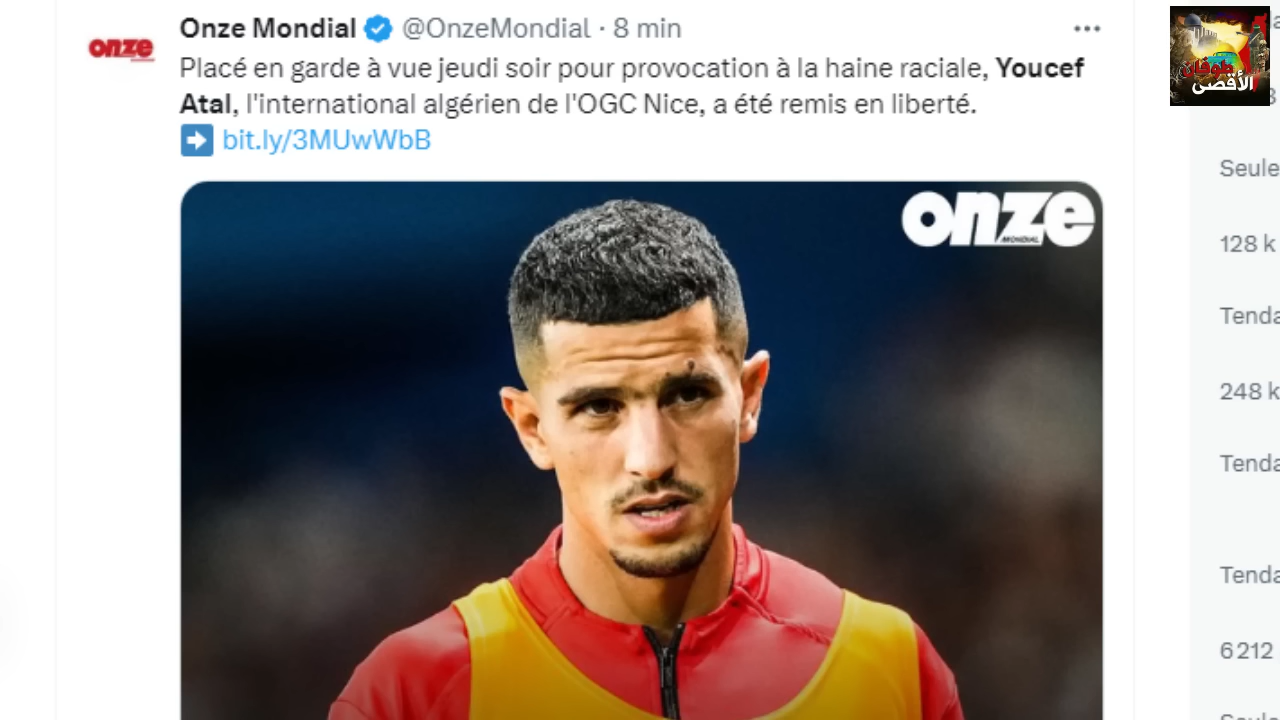 Onze Mondial @OnzeMondial · 8 min
onze
Placé en garde à vue jeudi soir pour provocation à la haine raciale, Youcef
Atal, l'international algérien de l'OGC Nice, a été remis en liberté.
bit.ly/3MUwWbB
onze
MONDIAL
طوفان
الأقصى
Seule
128 k
Tenda
248 k
Tenda
Tenda
6 212